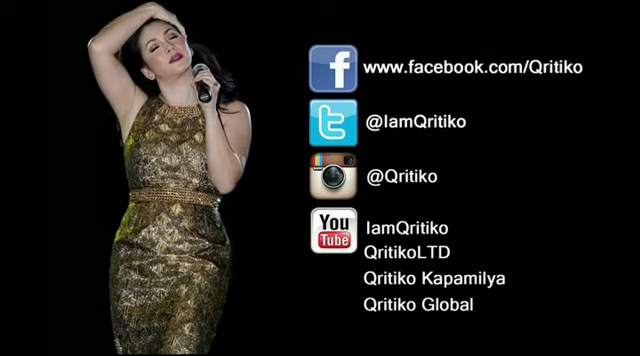 www.facebook.com/Qritiko
@IamQritiko
@Qritiko
You
Tube
IamQritiko
QritikoLTD
Qritiko Kapamilya
Qritiko Global